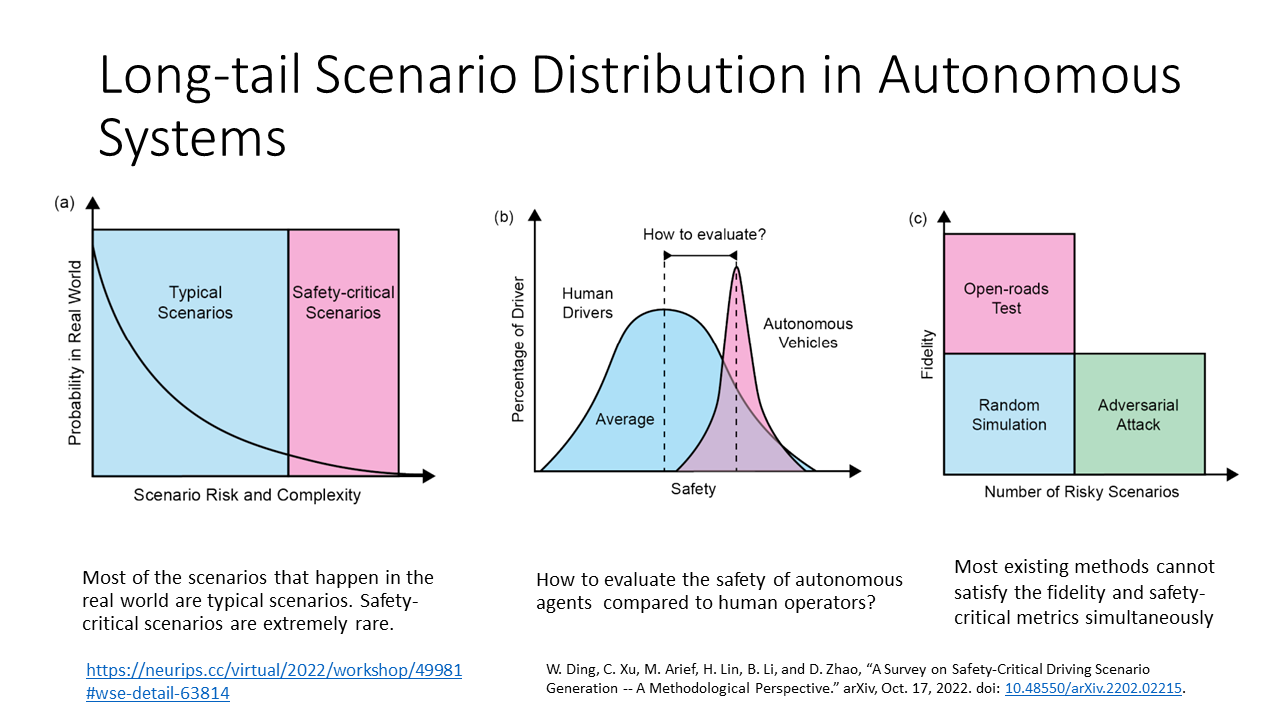 Long-tail Scenario Distribution in Autonomous
Systems
(a)
Probability in Real World
Typical
Scenarios
Safety-critical
Scenarios
Scenario Risk and Complexity
(b)
How to evaluate?
Percentage of Driver
Human
Drivers
Autonomous
Vehicles
Average
Safety
(c)
Fidelity
Open-roads
Test
Random
Simulation
Adversarial
Attack
Number of Risky Scenarios
Most of the scenarios that happen in the
real world are typical scenarios. Safety-
critical scenarios are extremely rare.
How to evaluate the safety of autonomous
agents  compared to human operators?
Most existing methods cannot
satisfy the fidelity and safety-
critical metrics simultaneously
https://neurips.cc/virtual/2022/workshop/49981
#wse-detail-63814
W. Ding, C. Xu, M. Arief, H. Lin, B. Li, and D. Zhao, “A Survey on Safety-Critical Driving Scenario
Generation -- A Methodological Perspective.” arXiv, Oct. 17, 2022. doi: 10.48550/arXiv.2202.02215.